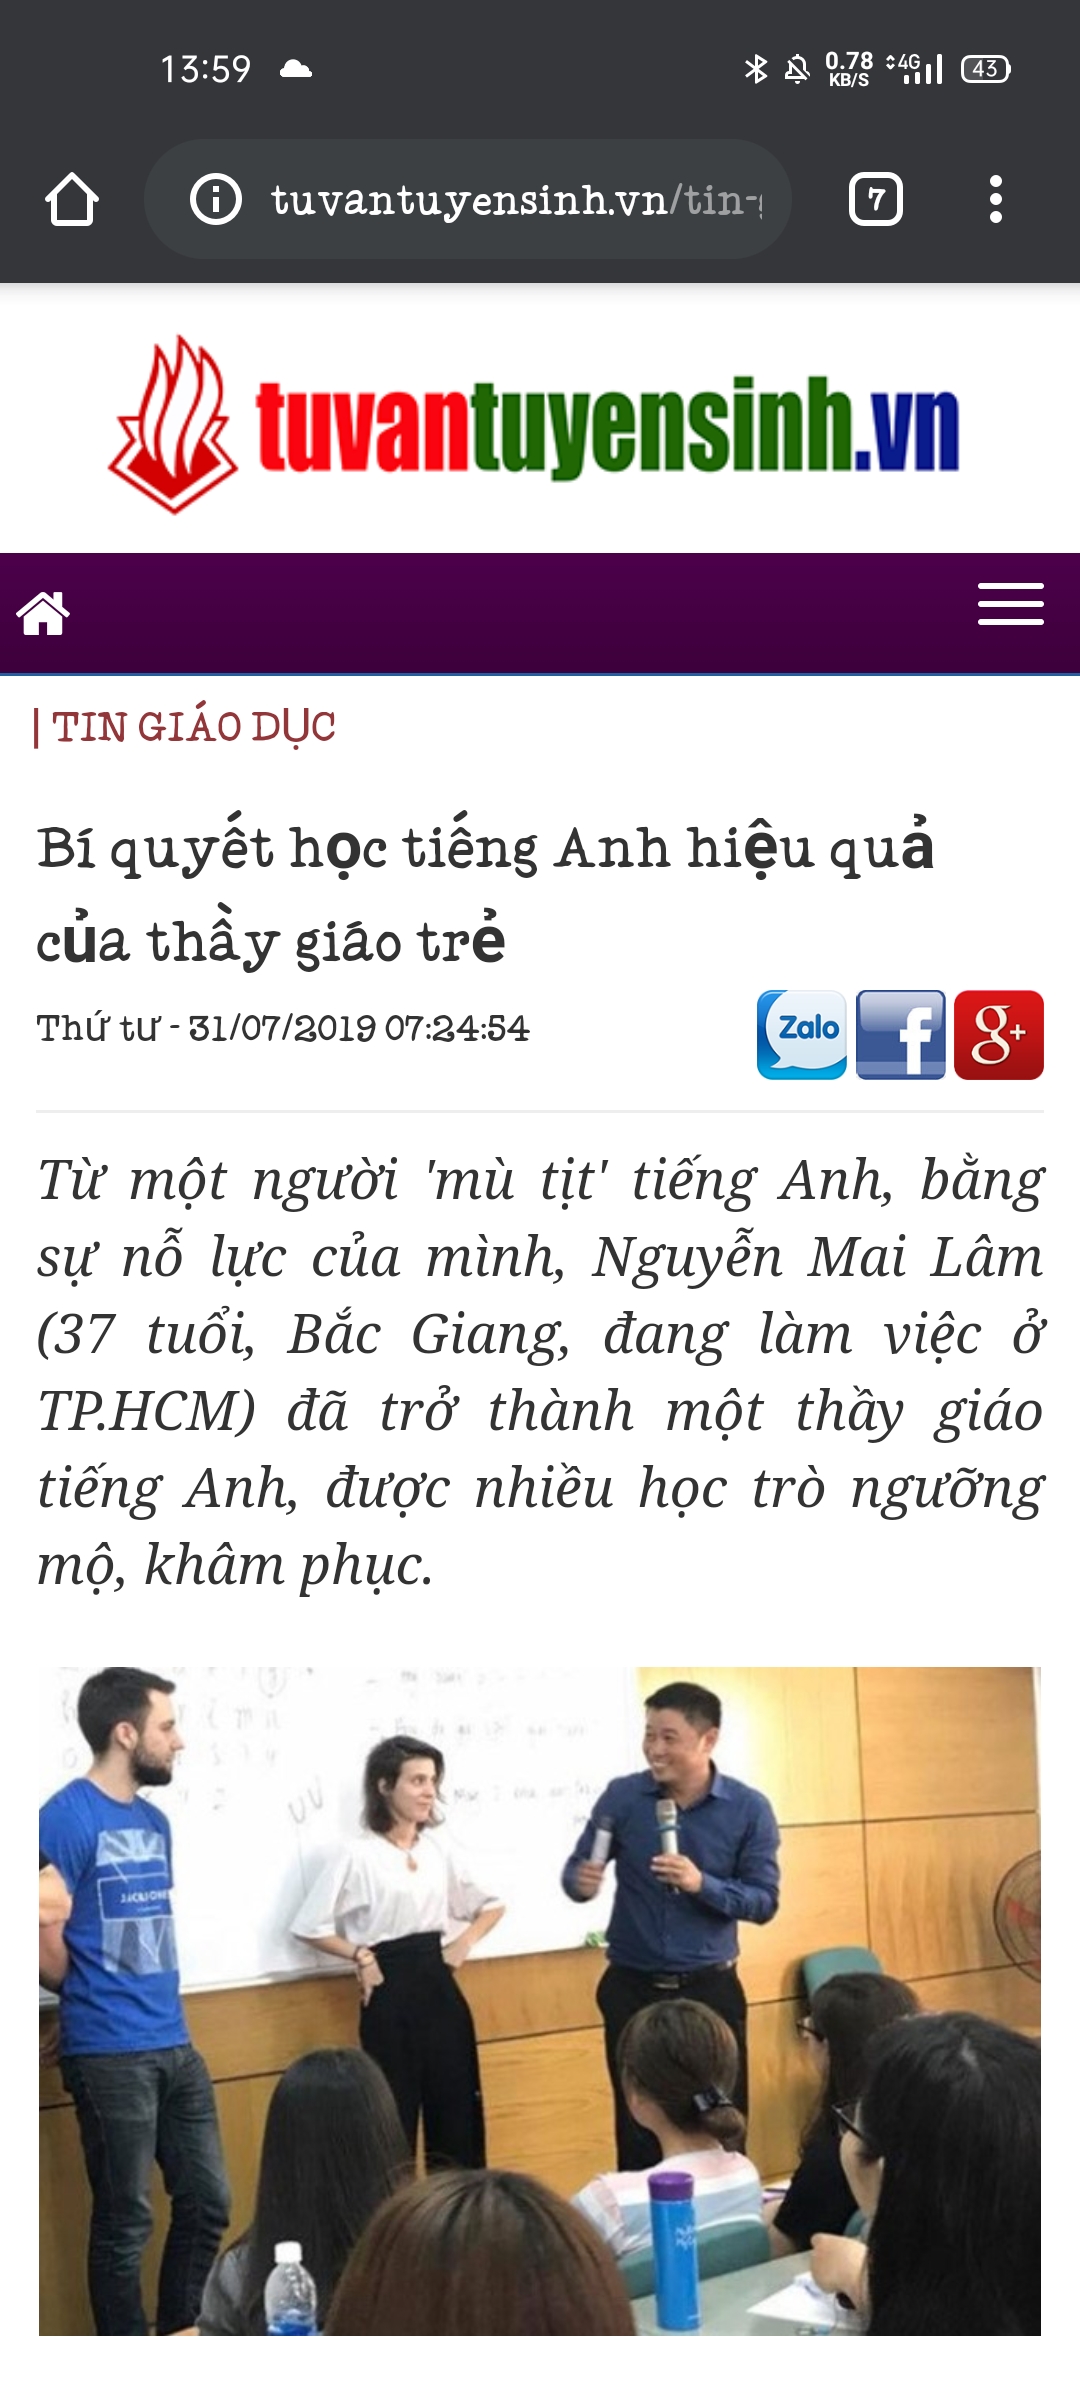 13:59
0.78
KB/S
4G
43
tuvantuyensinh.vn/tin-g
7
tuvantuyensinh.vn
| TIN GIÁO DỤC
Bí quyết học tiếng Anh hiệu quả
của thầy giáo trẻ
Thứ tư - 31/07/2019 07:24:54
Zalo
f
g+
Từ một người 'mù tịt' tiếng Anh, bằng
sự nỗ lực của mình, Nguyễn Mai Lâm
(37 tuổi, Bắc Giang, đang làm việc ở
TP.HCM) đã trở thành một thầy giáo
tiếng Anh, được nhiều học trò ngưỡng
mộ, khâm phục.